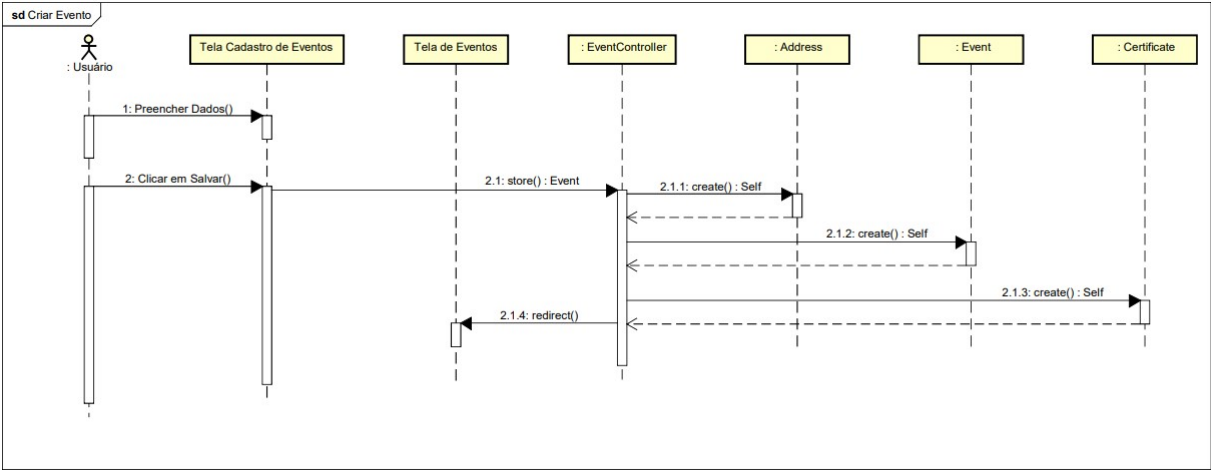 sd Criar Evento
: Usuário
Tela Cadastro de Eventos
Tela de Eventos
: EventController
: Address
: Event
: Certificate
1: Preencher Dados()
2: Clicar em Salvar()
2.1: store() : Event
2.1.1: create() : Self
2.1.2: create() : Self
2.1.3: create() : Self
2.1.4: redirect()